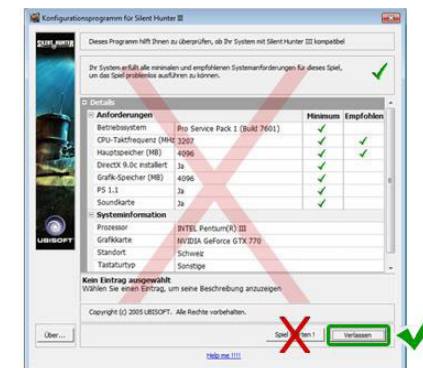 Konfigurationsprogramm für Silent Hunter III
SILENT HUNTER
Dieses Programm hilft Ihnen zu überprüfen, ob Ihr System mit Silent Hunter III kompatibel
Ihr System erfüllt alle minimalen und empfohlenen Systemanforderungen für dieses Spiel,
um das Spiel problemlos ausführen zu können.
Details
Anforderungen Minimum Empfohlen
Betriebssystem Pro Service Pack 1 (Build 7601)
CPU-Taktfrequenz (MHz 3207
Hauptspeicher (MB) 4096
DirectX 9.0c installiert Ja
Grafik-Speicher (MB) 4096
PS 1.1 Ja
Soundkarte Ja
Systeminformation
Prozessor INTEL Pentium(R) III
Grafikkarte NVIDIA GeForce GTX 770
Standort Schweiz
Tastaturtyp Sonstige
UBISOFT
Kein Eintrag ausgewählt
Wählen Sie einen Eintrag, um seine Beschreibung anzuzeigen
Copyright (c) 2005 UBISOFT. Alle Rechte vorbehalten.
Über... Spiel ten ! Verlassen
Help me !!!!